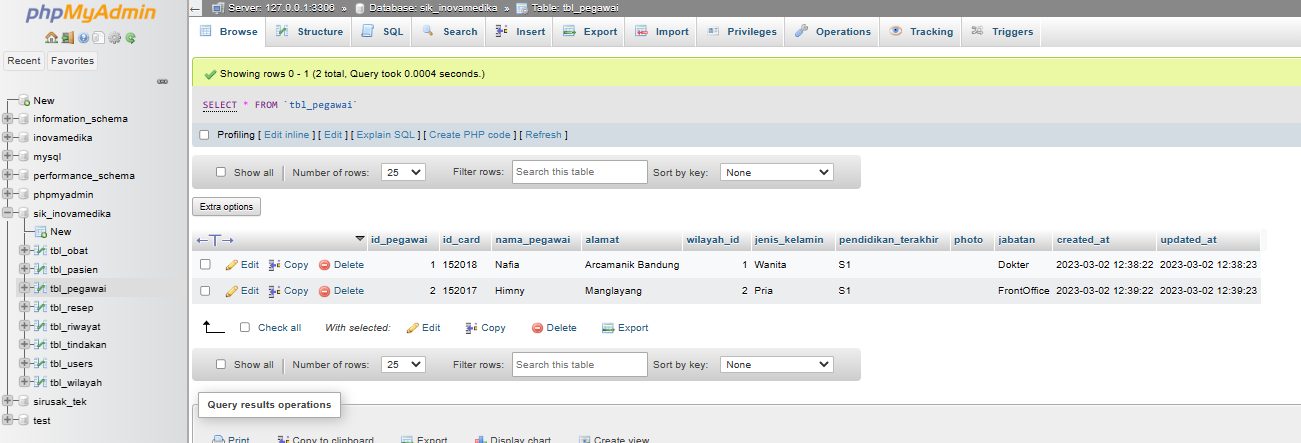 phpMyAdmin
Recent Favorites
New
information_schema
inovamedika
mysql
performance_schema
phpmyadmin
sik_inovamedika
New
tbl_obat
tbl_pasien
tbl_pegawai
tbl_resep
tbl_riwayat
tbl_tindakan
tbl_users
tbl_wilayah
sirusak_tek
test
Server: 127.0.0.1:3306 » Database: sik_inovamedika » Table: tbl_pegawai
Browse Structure SQL Search Insert Export Import Privileges Operations Tracking Triggers
Showing rows 0 - 1 (2 total, Query took 0.0004 seconds.)
SELECT * FROM `tbl_pegawai`
Profiling [ Edit inline ] [ Edit ] [ Explain SQL ] [ Create PHP code ] [ Refresh ]
Show all Number of rows: 25 Filter rows: Search this table Sort by key: None
Extra options
←T→ id_pegawai id_card nama_pegawai alamat wilayah_id jenis_kelamin pendidikan_terakhir photo jabatan created_at updated_at
Edit Copy Delete 1 152018 Nafia Arcamanik Bandung 1 Wanita S1 Dokter 2023-03-02 12:38:22 2023-03-02 12:38:23
Edit Copy Delete 2 152017 Himny Manglayang 2 Pria S1 FrontOffice 2023-03-02 12:39:22 2023-03-02 12:39:23
Check all With selected: Edit Copy Delete Export
Show all Number of rows: 25 Filter rows: Search this table Sort by key: None
Query results operations
Print Copy to clipboard Export Display chart Create view